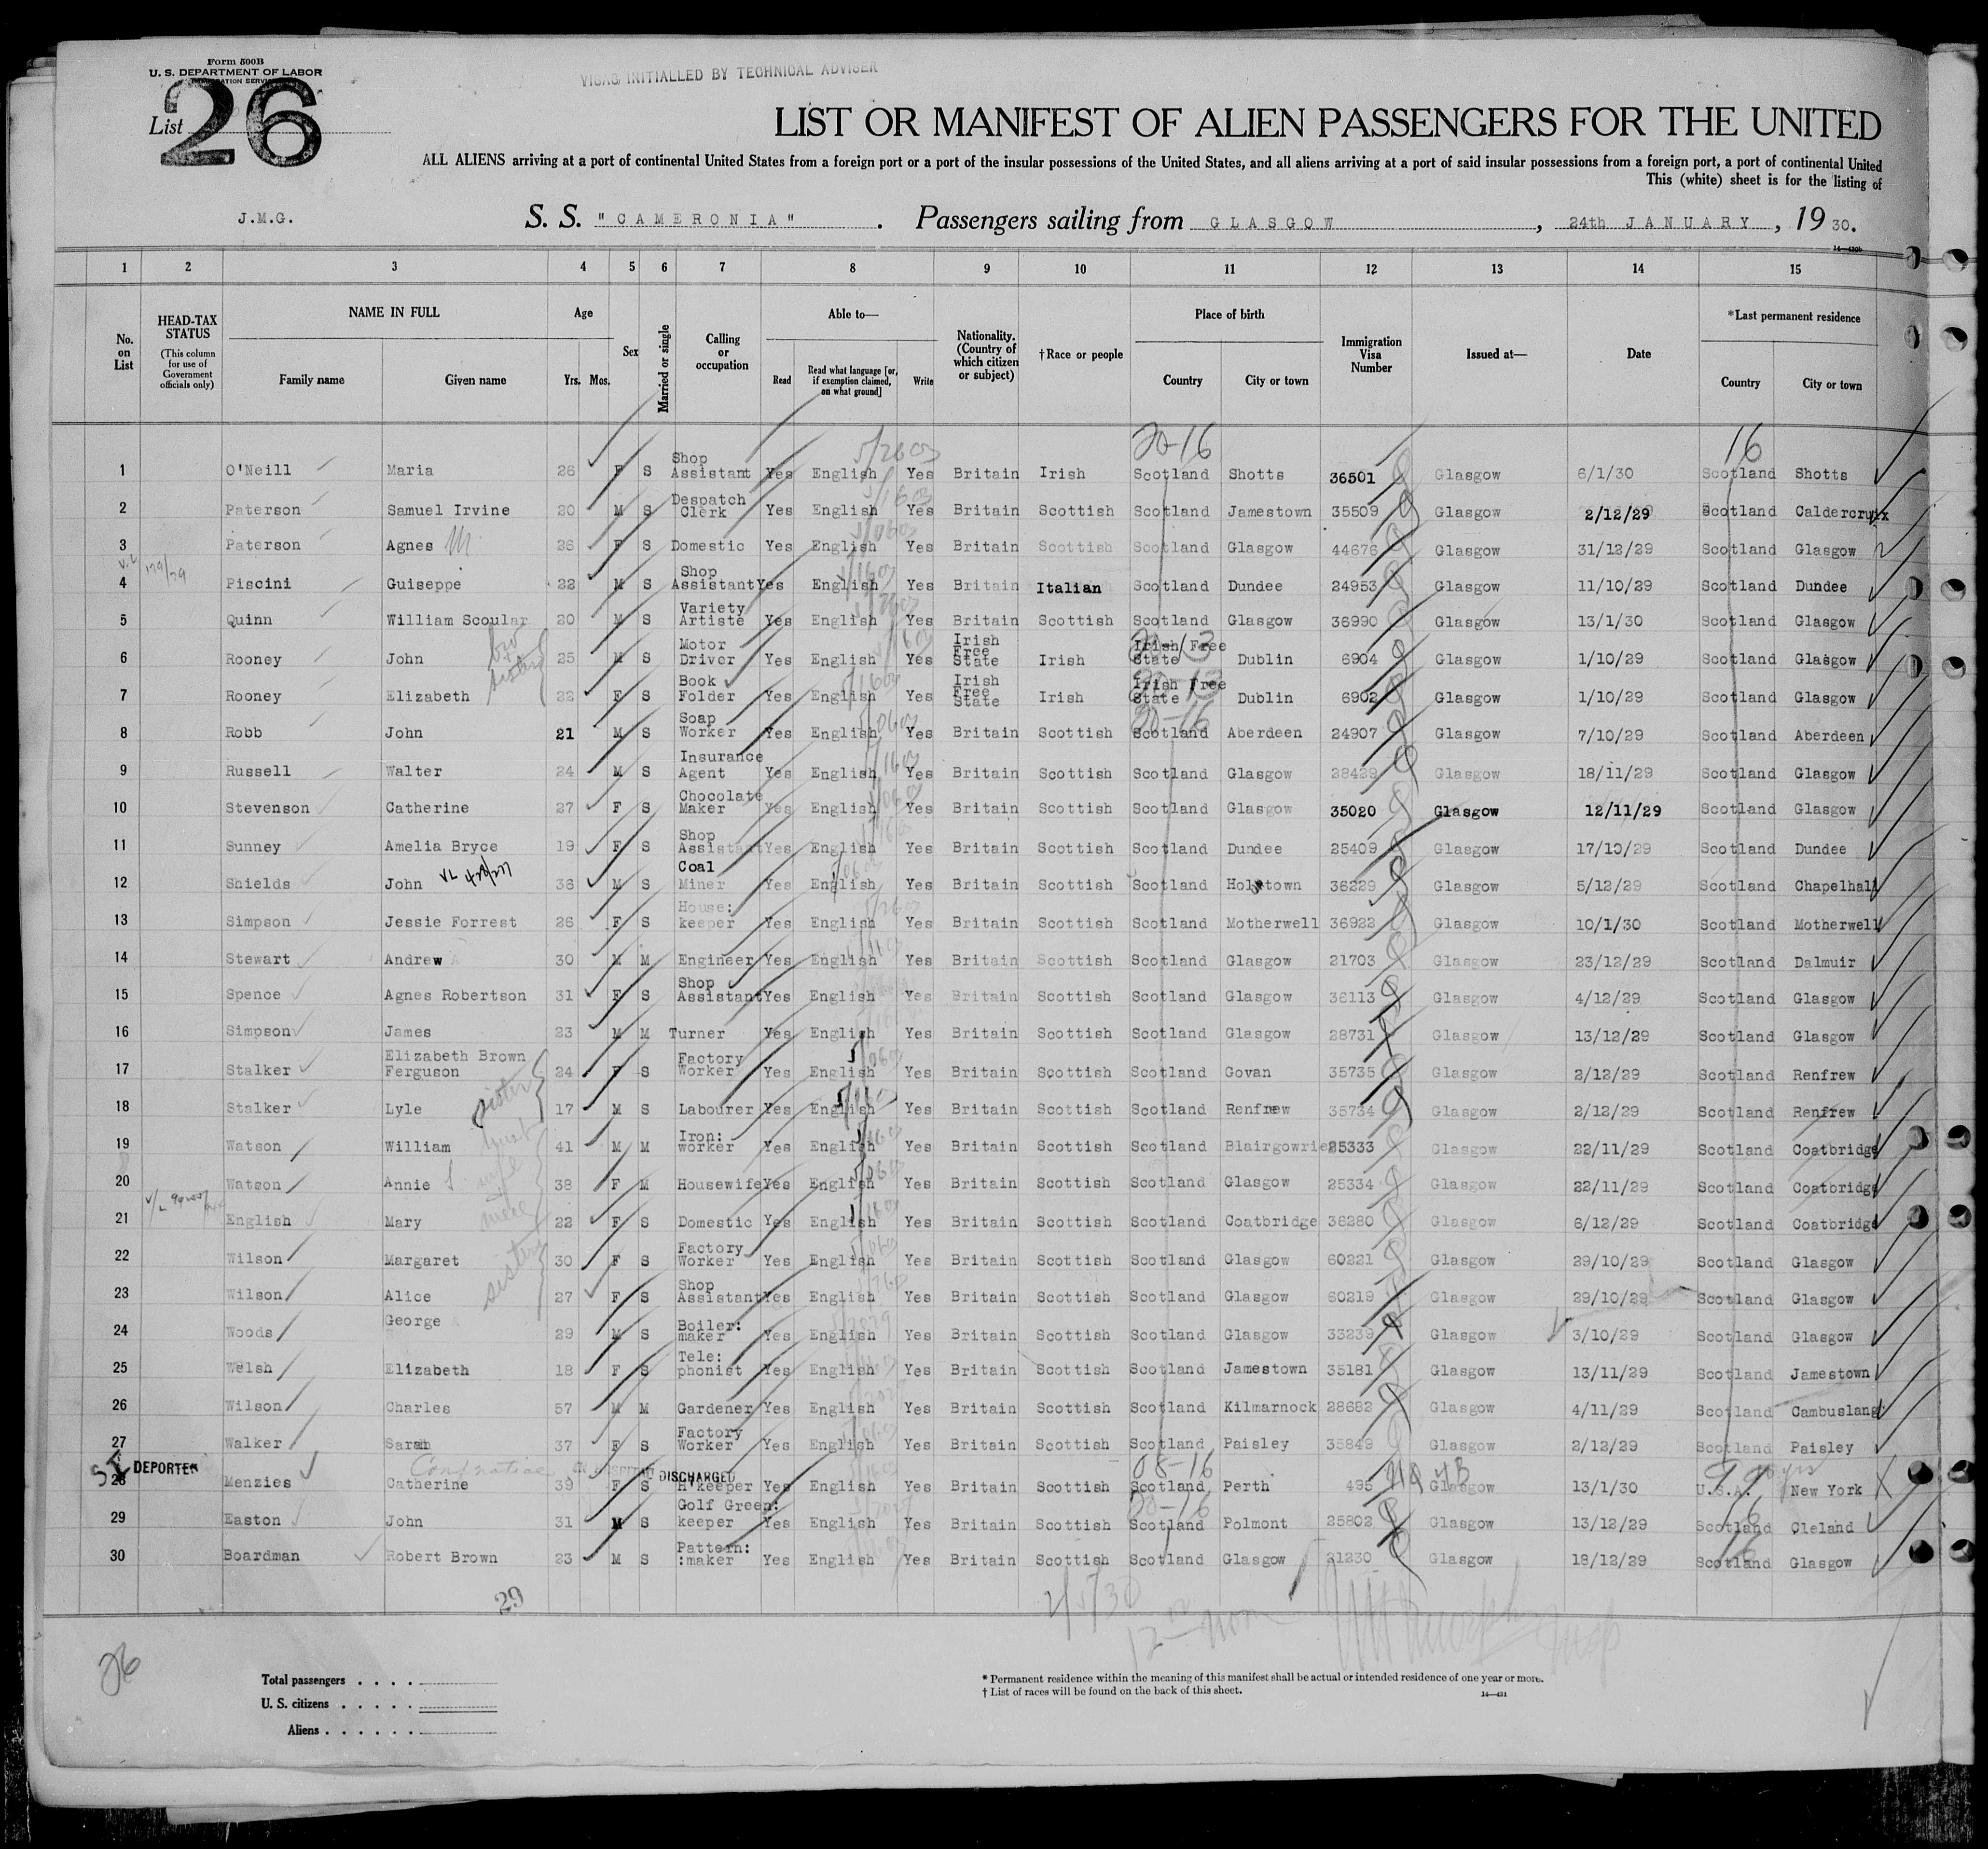 Form 500B
U. S. DEPARTMENT OF LABOR
VISAS INITIALLED BY TECHNICAL ADVISER
List 26
LIST OR MANIFEST OF ALIEN PASSENGERS FOR THE UNITED
ALL ALIENS arriving at a port of continental United States from a foreign port or a port of the insular possessions of the United States, and all aliens arriving at a port of said insular possessions from a foreign port, a port of continental United
This (white) sheet is for the listing of
J.M.G. S. S. "CAMERONIA" . Passengers sailing from GLASGOW , 24th JANUARY , 19 30.
1 2 3 4 5 6 7 8 9 10 11 12 13 14 15
No. on List
HEAD-TAX STATUS (This column for use of Government officials only)
NAME IN FULL Family name Given name
Age Yrs. Mos.
Sex
Married or single
Calling or occupation
Able to— Read Read what language [or, if exemption claimed, on what ground] Write
Nationality. (Country of which citizen or subject)
†Race or people
Place of birth Country City or town
Immigration Visa Number
Issued at—
Date
*Last permanent residence Country City or town
20-16 16
1 O'Neill Maria 26 F S Shop Assistant Yes English Yes Britain Irish Scotland Shotts 36501 Glasgow 6/1/30 Scotland Shotts
2 Paterson Samuel Irvine 20 M S Despatch Clerk Yes English Yes Britain Scottish Scotland Jamestown 35509 Glasgow 2/12/29 Scotland Caldercruix
3 Paterson Agnes 26 F S Domestic Yes English Yes Britain Scottish Scotland Glasgow 44676 Glasgow 31/12/29 Scotland Glasgow
4 Piscini Guiseppe 22 M S Shop Assistant Yes English Yes Britain Italian Scotland Dundee 24953 Glasgow 11/10/29 Scotland Dundee
5 Quinn William Scoular 20 M S Variety Artiste Yes English Yes Britain Scottish Scotland Glasgow 36990 Glasgow 13/1/30 Scotland Glasgow
6 Rooney John 25 M S Motor Driver Yes English Yes Irish Free State Irish Irish Free State Dublin 6904 Glasgow 1/10/29 Scotland Glasgow
7 Rooney Elizabeth 22 F S Book Folder Yes English Yes Irish Free State Irish Irish Free State Dublin 6902 Glasgow 1/10/29 Scotland Glasgow
20-16
8 Robb John 21 M S Soap Worker Yes English Yes Britain Scottish Scotland Aberdeen 24907 Glasgow 7/10/29 Scotland Aberdeen
9 Russell Walter 24 M S Insurance Agent Yes English Yes Britain Scottish Scotland Glasgow 28429 Glasgow 18/11/29 Scotland Glasgow
10 Stevenson Catherine 27 F S Chocolate Maker Yes English Yes Britain Scottish Scotland Glasgow 35020 Glasgow 12/11/29 Scotland Glasgow
11 Sunney Amelia Bryce 19 F S Shop Assistant Yes English Yes Britain Scottish Scotland Dundee 25409 Glasgow 17/10/29 Scotland Dundee
12 Shields John 36 M S Coal Miner Yes English Yes Britain Scottish Scotland Holytown 36229 Glasgow 5/12/29 Scotland Chapelhall
13 Simpson Jessie Forrest 26 F S House: keeper Yes English Yes Britain Scottish Scotland Motherwell 36922 Glasgow 10/1/30 Scotland Motherwell
14 Stewart Andrew 30 M M Engineer Yes English Yes Britain Scottish Scotland Glasgow 21703 Glasgow 23/12/29 Scotland Dalmuir
15 Spence Agnes Robertson 31 F S Shop Assistant Yes English Yes Britain Scottish Scotland Glasgow 36113 Glasgow 4/12/29 Scotland Glasgow
16 Simpson James 23 M M Turner Yes English Yes Britain Scottish Scotland Glasgow 28731 Glasgow 13/12/29 Scotland Glasgow
17 Stalker Elizabeth Brown Ferguson 24 F S Factory Worker Yes English Yes Britain Scottish Scotland Govan 35735 Glasgow 2/12/29 Scotland Renfrew
18 Stalker Lyle sister 17 M S Labourer Yes English Yes Britain Scottish Scotland Renfrew 35734 Glasgow 2/12/29 Scotland Renfrew
19 Watson William 41 M M Iron: worker Yes English Yes Britain Scottish Scotland Blairgowrie 25333 Glasgow 22/11/29 Scotland Coatbridge
20 Watson Annie wife 38 F M Housewife Yes English Yes Britain Scottish Scotland Glasgow 25334 Glasgow 22/11/29 Scotland Coatbridge
21 English Mary niece 22 F S Domestic Yes English Yes Britain Scottish Scotland Coatbridge 36280 Glasgow 6/12/29 Scotland Coatbridge
22 Wilson Margaret sisters 30 F S Factory Worker Yes English Yes Britain Scottish Scotland Glasgow 60221 Glasgow 29/10/29 Scotland Glasgow
23 Wilson Alice 27 F S Shop Assistant Yes English Yes Britain Scottish Scotland Glasgow 60219 Glasgow 29/10/29 Scotland Glasgow
24 Woods George 29 M S Boiler: maker Yes English Yes Britain Scottish Scotland Glasgow 33239 Glasgow 3/10/29 Scotland Glasgow
25 Welsh Elizabeth 18 F S Tele: phonist Yes English Yes Britain Scottish Scotland Jamestown 35181 Glasgow 13/11/29 Scotland Jamestown
26 Wilson Charles 57 M M Gardener Yes English Yes Britain Scottish Scotland Kilmarnock 28682 Glasgow 4/11/29 Scotland Cambuslang
27 Walker Sarah 37 F S Factory Worker Yes English Yes Britain Scottish Scotland Paisley 35849 Glasgow 2/12/29 Scotland Paisley
DEPORTED DISCHARGED 08-16
28 Menzies Catherine 39 F S H'keeper Yes English Yes Britain Scottish Scotland Perth 495 Glasgow 13/1/30 U.S.A. New York
20-16 16
29 Easton John 31 M S Golf Green: keeper Yes English Yes Britain Scottish Scotland Polmont 25802 Glasgow 13/12/29 Scotland Cleland
30 Boardman Robert Brown 23 M S Pattern: :maker Yes English Yes Britain Scottish Scotland Glasgow 21230 Glasgow 18/12/29 Scotland Glasgow
29
26
Total passengers . . . .
U. S. citizens . . . . .
Aliens . . . . . .
* Permanent residence within the meaning of this manifest shall be actual or intended residence of one year or more.
† List of races will be found on the back of this sheet.
14—431